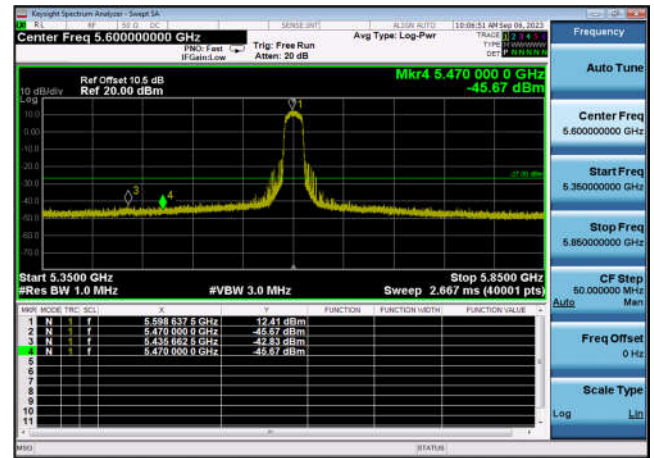 Keysight Spectrum Analyzer - Swept SA
RL RF 50 Ω DC SENSE:INT ALIGN AUTO 10:06:51 AM Sep 06, 2023
Center Freq 5.600000000 GHz
PNO: Fast
IFGain:Low
Trig: Free Run
Atten: 20 dB
Avg Type: Log-Pwr
TRACE 1 2 3 4 5 6
TYPE
DET P N N N N N
Ref Offset 10.5 dB
Ref 20.00 dBm
10 dB/div
Log
Mkr4 5.470 000 0 GHz
-45.67 dBm
10.0
0.00
-10.0
-20.0
-30.0
-40.0
-50.0
-60.0
-70.0
1
3
4
Start 5.3500 GHz
#Res BW 1.0 MHz
#VBW 3.0 MHz
Stop 5.8500 GHz
Sweep 2.667 ms (40001 pts)
MKR MODE TRC SCL X Y FUNCTION FUNCTION WIDTH FUNCTION VALUE
1 N 1 f 5.598 637 5 GHz 12.41 dBm
2 N 1 f 5.470 000 0 GHz -45.67 dBm
3 N 1 f 5.435 662 5 GHz -42.83 dBm
4 N 1 f 5.470 000 0 GHz -45.67 dBm
5
6
7
8
9
10
11
MSG
STATUS
Frequency
Auto Tune
Center Freq
5.600000000 GHz
Start Freq
5.350000000 GHz
Stop Freq
5.850000000 GHz
CF Step
50.000000 MHz
Auto Man
Freq Offset
0 Hz
Scale Type
Log Lin